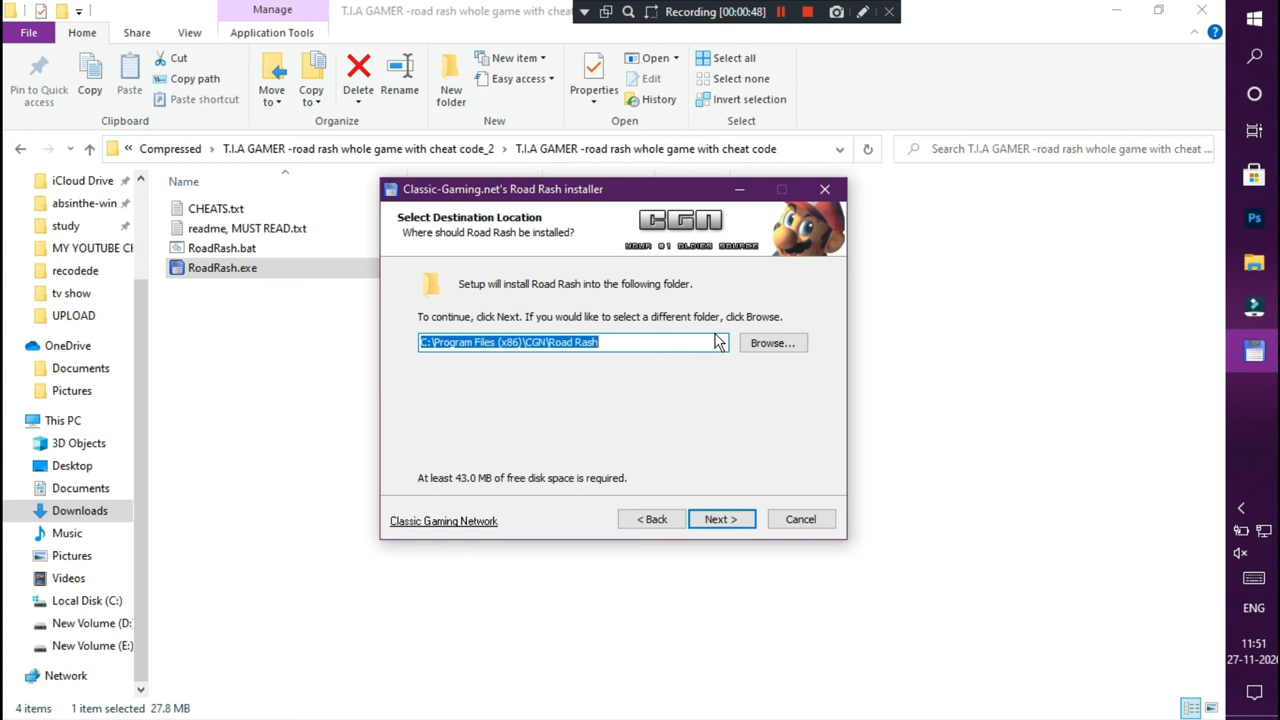 Manage
T.I.A GAMER -road rash whole game with cheat
Recording [00:00:48]
File
Home
Share
View
Application Tools
Pin to Quick access
Copy
Paste
Cut
Copy path
Paste shortcut
Clipboard
Move to
Copy to
Delete
Rename
Organize
New folder
New item
Easy access
New
Properties
Open
Edit
History
Open
Select all
Select none
Invert selection
Select
« Compressed > T.I.A GAMER -road rash whole game with cheat code_2 > T.I.A GAMER -road rash whole game with cheat code
Search T.I.A GAMER -road rash whole game with cheat ...
iCloud Drive
absinthe-win
study
MY YOUTUBE CH
recodede
tv show
UPLOAD
OneDrive
Documents
Pictures
This PC
3D Objects
Desktop
Documents
Downloads
Music
Pictures
Videos
Local Disk (C:)
New Volume (D:
New Volume (E:)
Network
Name
CHEATS.txt
readme, MUST READ.txt
RoadRash.bat
RoadRash.exe
Classic-Gaming.net's Road Rash installer
Select Destination Location
Where should Road Rash be installed?
CGN
YOUR #1 OLDIES SOURCE
Setup will install Road Rash into the following folder.
To continue, click Next. If you would like to select a different folder, click Browse.
C:\Program Files (x86)\CGN\Road Rash
Browse...
At least 43.0 MB of free disk space is required.
Classic Gaming Network
< Back
Next >
Cancel
4 items
1 item selected 27.8 MB
Ps
ENG
11:51
27-11-2020